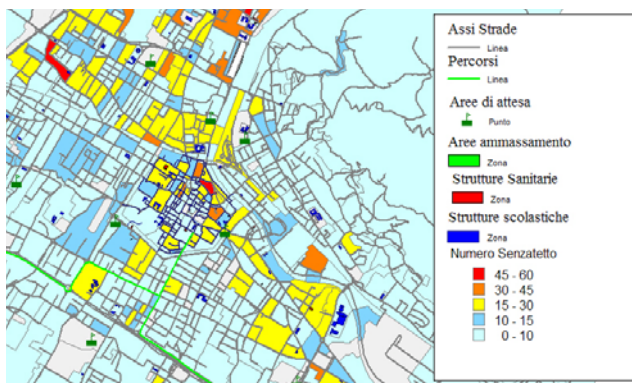 Assi Strade
Linea
Percorsi
Linea
Aree di attesa
Punto
Aree ammassamento
Zona
Strutture Sanitarie
Zona
Strutture scolastiche
Zona
Numero Senzatetto
45 - 60
30 - 45
15 - 30
10 - 15
0 - 10